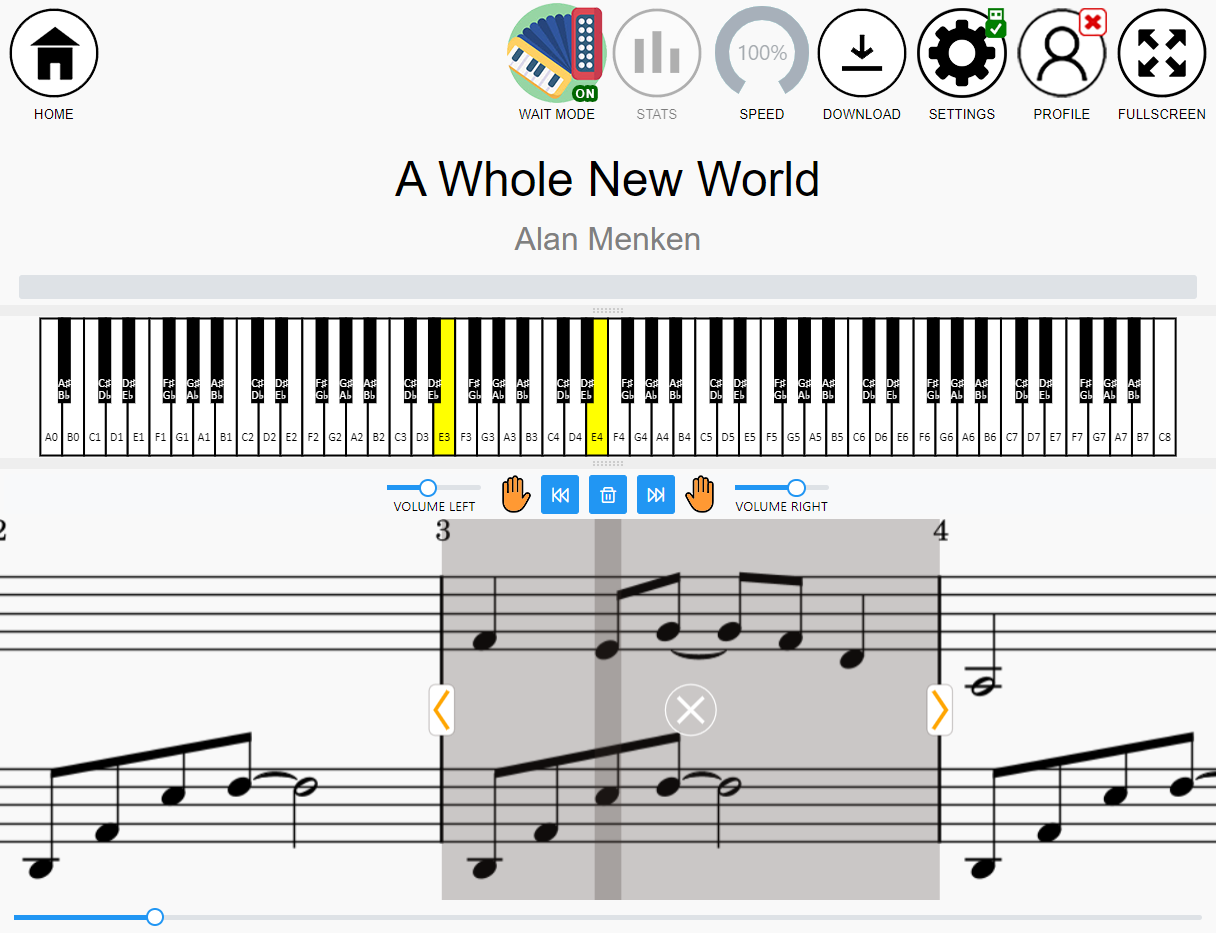 HOME
ON
WAIT MODE
STATS
100%
SPEED
DOWNLOAD
SETTINGS
PROFILE
FULLSCREEN
A Whole New World
Alan Menken
A♯ C♯ D♯ F♯ G♯ A♯ C♯ D♯ F♯ G♯ A♯ C♯ D♯ F♯ G♯ A♯ C♯ D♯ F♯ G♯ A♯ C♯ D♯ F♯ G♯ A♯ C♯ D♯ F♯ G♯ A♯ C♯ D♯ F♯ G♯ A♯
B♭ D♭ E♭ G♭ A♭ B♭ D♭ E♭ G♭ A♭ B♭ D♭ E♭ G♭ A♭ B♭ D♭ E♭ G♭ A♭ B♭ D♭ E♭ G♭ A♭ B♭ D♭ E♭ G♭ A♭ B♭ D♭ E♭ G♭ A♭ B♭
A0 B0 C1 D1 E1 F1 G1 A1 B1 C2 D2 E2 F2 G2 A2 B2 C3 D3 E3 F3 G3 A3 B3 C4 D4 E4 F4 G4 A4 B4 C5 D5 E5 F5 G5 A5 B5 C6 D6 E6 F6 G6 A6 B6 C7 D7 E7 F7 G7 A7 B7 C8
VOLUME LEFT
VOLUME RIGHT
2 3 4